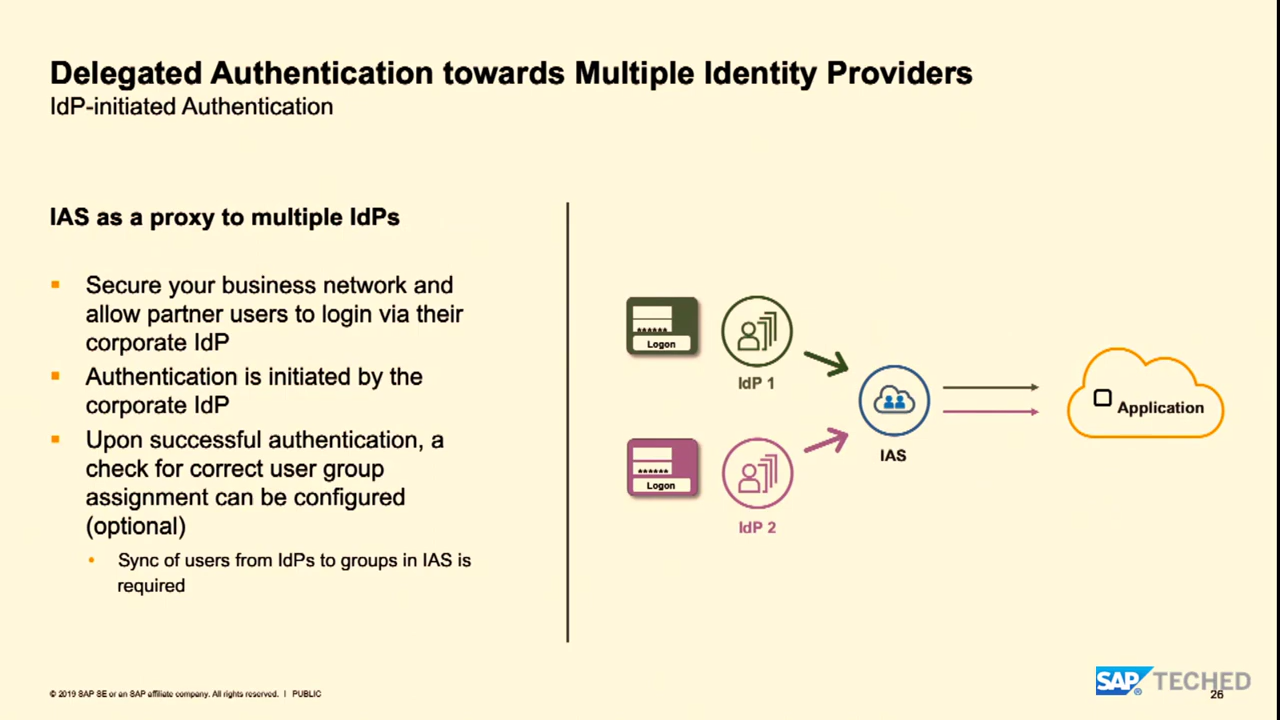 Delegated Authentication towards Multiple Identity Providers
IdP-initiated Authentication
IAS as a proxy to multiple IdPs
Secure your business network and
allow partner users to login via their
corporate IdP
Authentication is initiated by the
corporate IdP
Upon successful authentication, a
check for correct user group
assignment can be configured
(optional)
Sync of users from IdPs to groups in IAS is
required
******
Logon
IdP 1
******
Logon
IdP 2
IAS
Application
© 2019 SAP SE or an SAP affiliate company. All rights reserved. I PUBLIC
SAP® TECHED
26